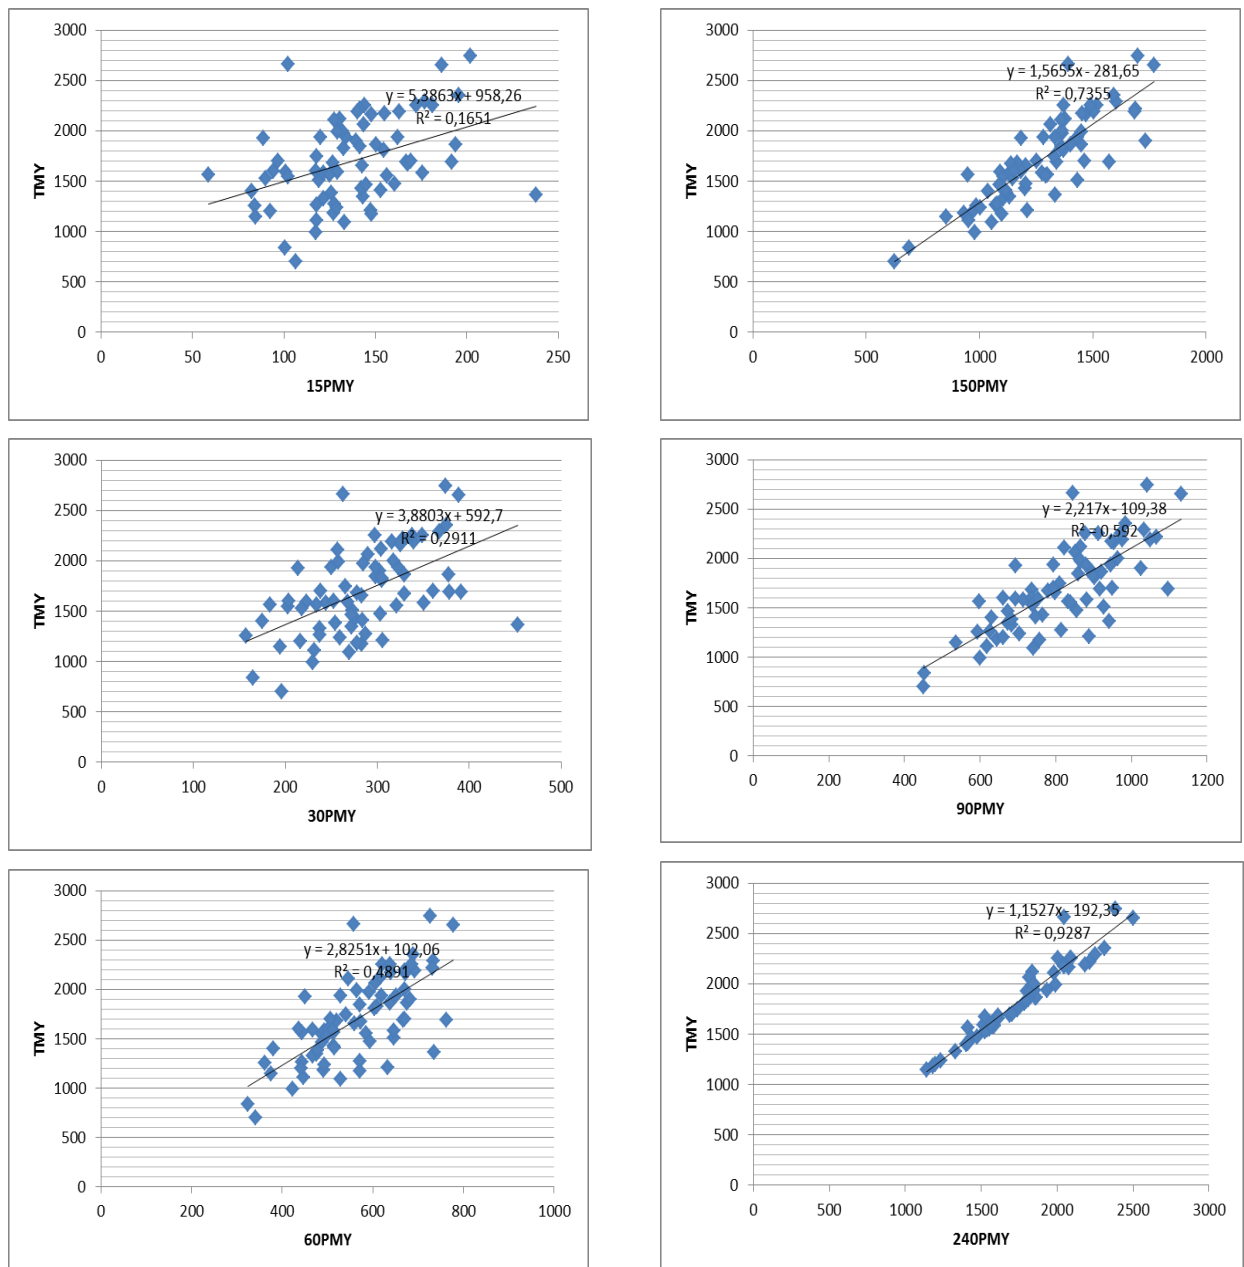 3000
2500
2000
1500
1000
500
0
TMY
y = 5,3863x + 958,26
R² = 0,1651
0 50 100 150 200 250
15PMY
3000
2500
2000
1500
1000
500
0
TMY
y = 1,5655x - 281,65
R² = 0,7355
0 500 1000 1500 2000
150PMY
3000
2500
2000
1500
1000
500
0
TMY
y = 3,8803x + 592,7
R² = 0,2911
0 100 200 300 400 500
30PMY
3000
2500
2000
1500
1000
500
0
TMY
y = 2,217x - 109,38
R² = 0,592
0 200 400 600 800 1000 1200
90PMY
3000
2500
2000
1500
1000
500
0
TMY
y = 2,8251x + 102,06
R² = 0,4891
0 200 400 600 800 1000
60PMY
3000
2500
2000
1500
1000
500
0
TMY
y = 1,1527x - 192,35
R² = 0,9287
0 500 1000 1500 2000 2500 3000
240PMY